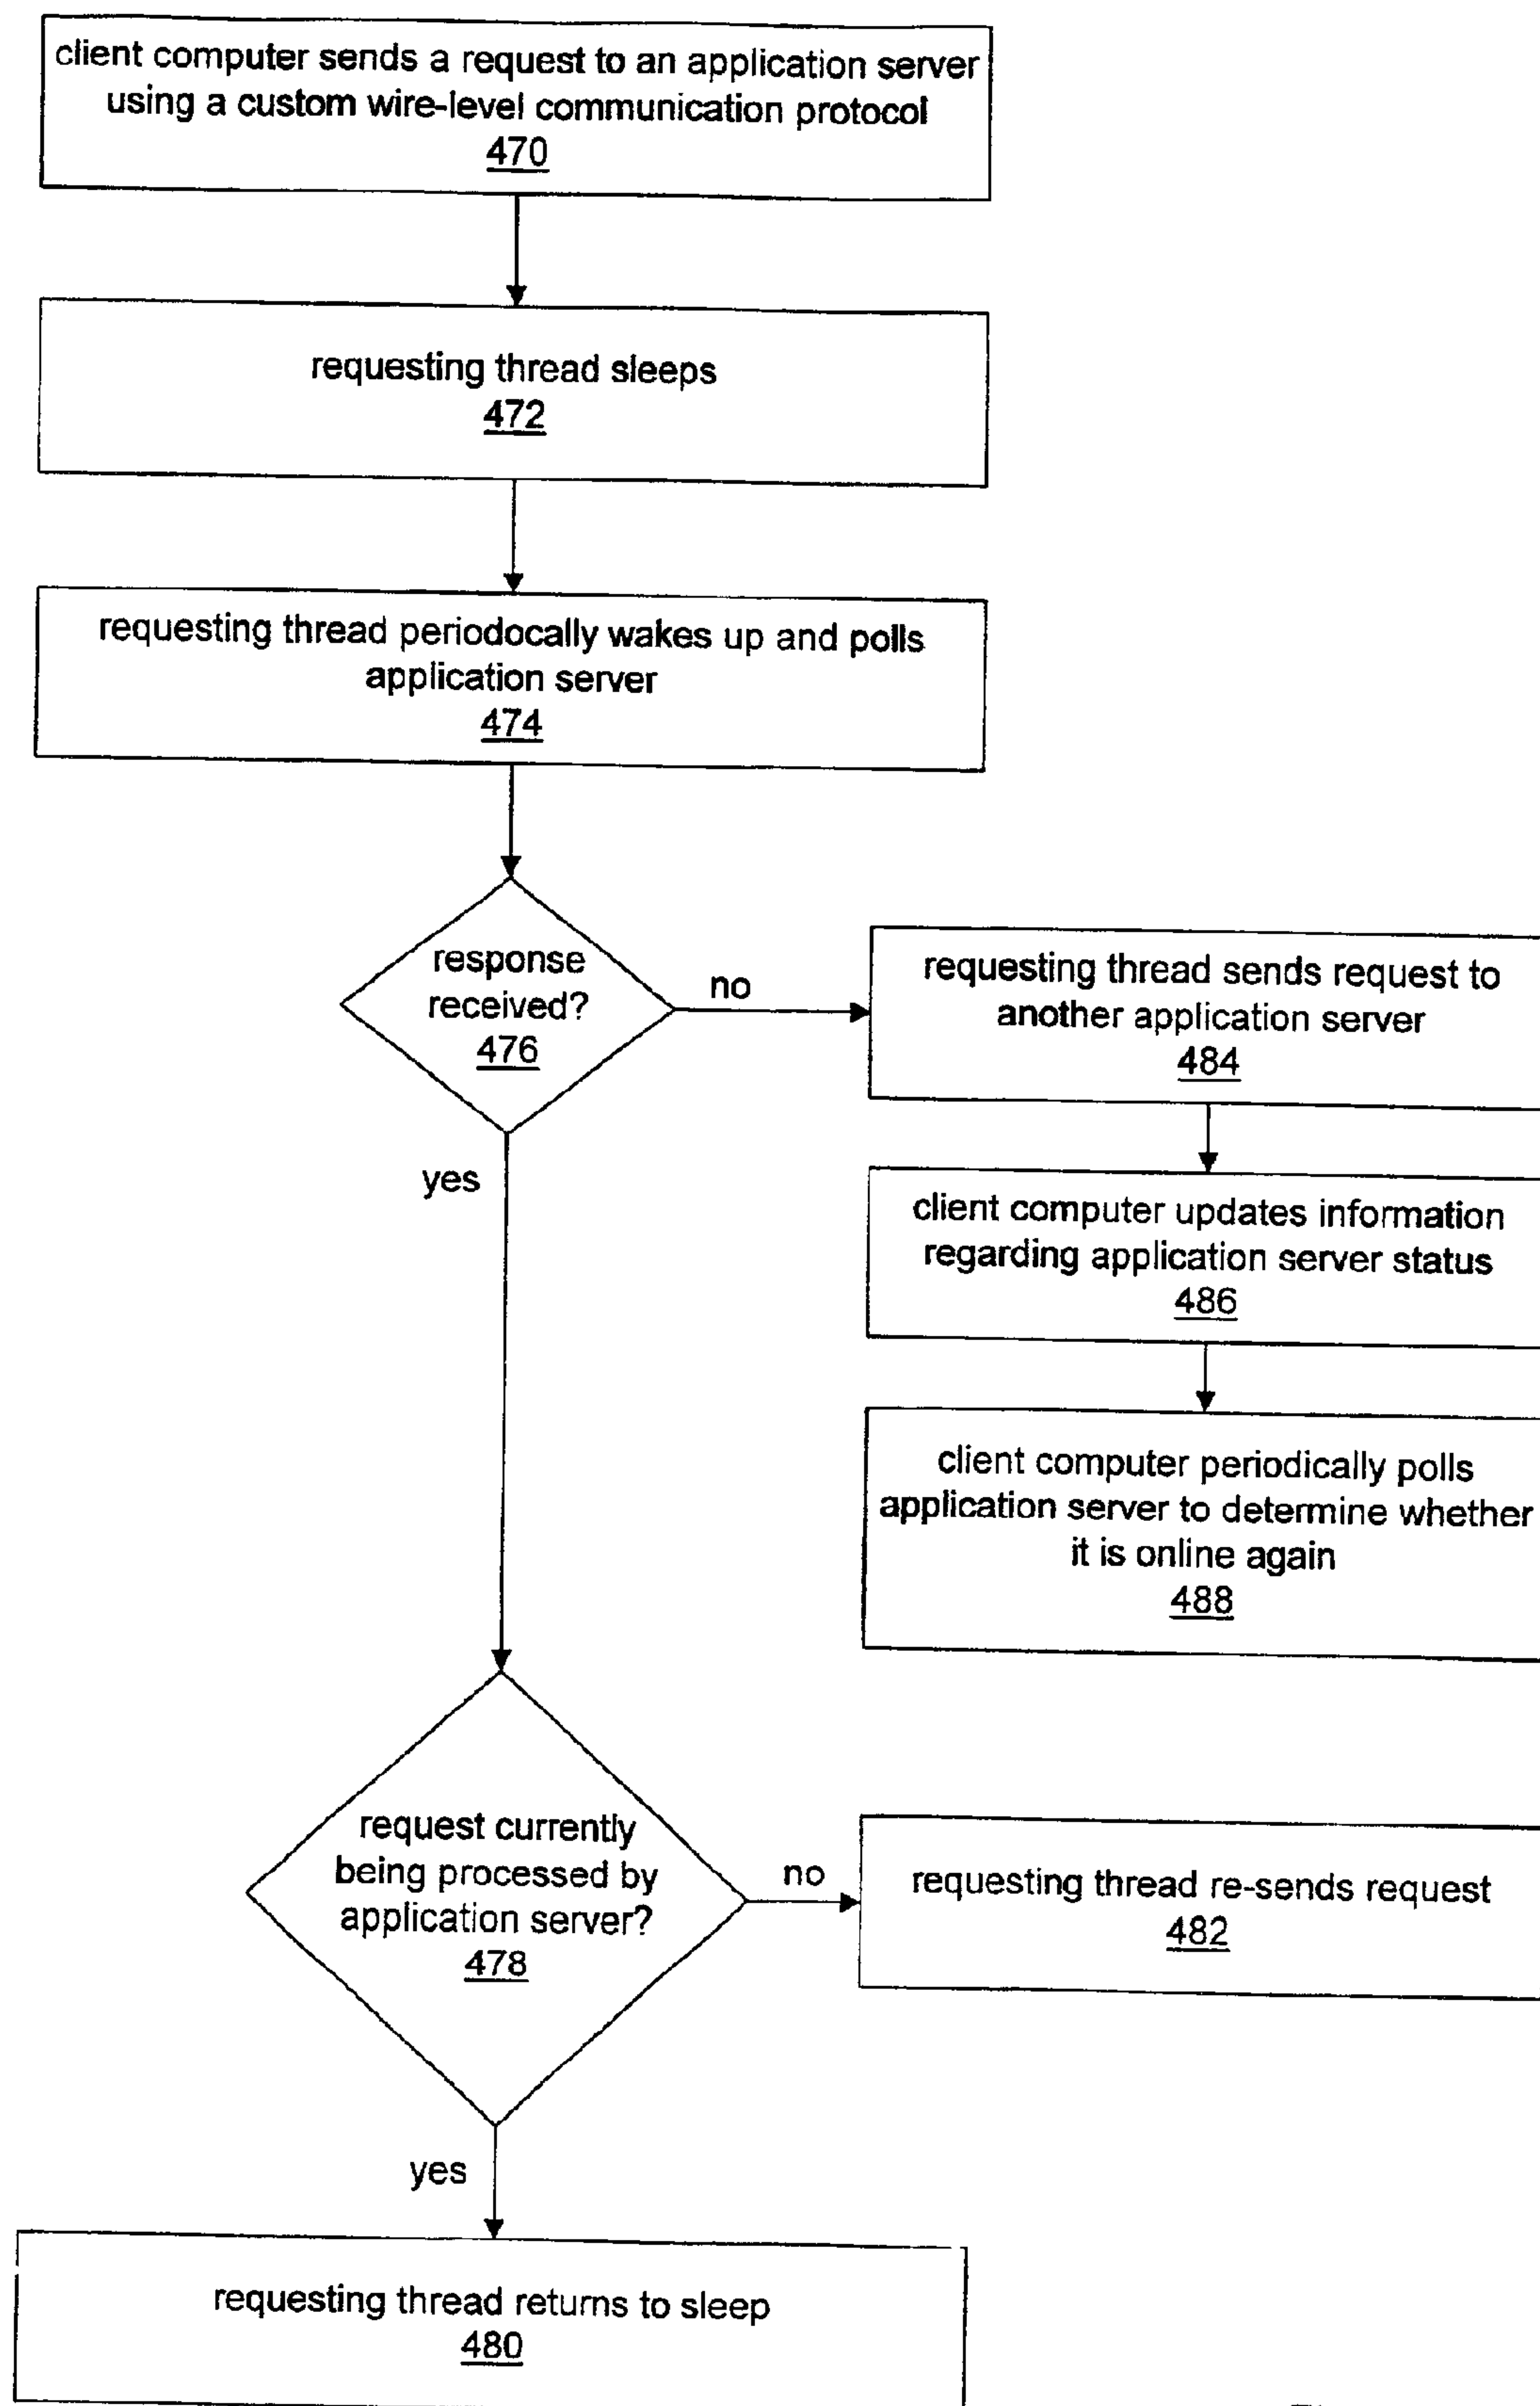 client computer sends a request to an application server
using a custom wire-level communication protocol
470
requesting thread sleeps
472
requesting thread periodocally wakes up and polls
application server
474
response
received?
476
no
requesting thread sends request to
another application server
484
yes
client computer updates information
regarding application server status
486
client computer periodically polls
application server to determine whether
it is online again
488
request currently
being processed by
application server?
478
no
requesting thread re-sends request
482
yes
requesting thread returns to sleep
480